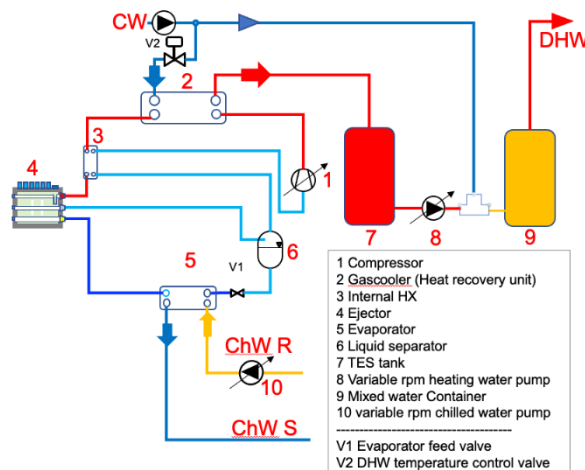 CW
V2
DHW
2
3
4
1
5
V1
6
7
8
9
ChW R
10
ChW S
1 Compressor
2 Gascooler (Heat recovery unit)
3 Internal HX
4 Ejector
5 Evaporator
6 Liquid separator
7 TES tank
8 Variable rpm heating water pump
9 Mixed water Container
10 variable rpm chilled water pump
------------------------------------
V1 Evaporator feed valve
V2 DHW temperature control valve